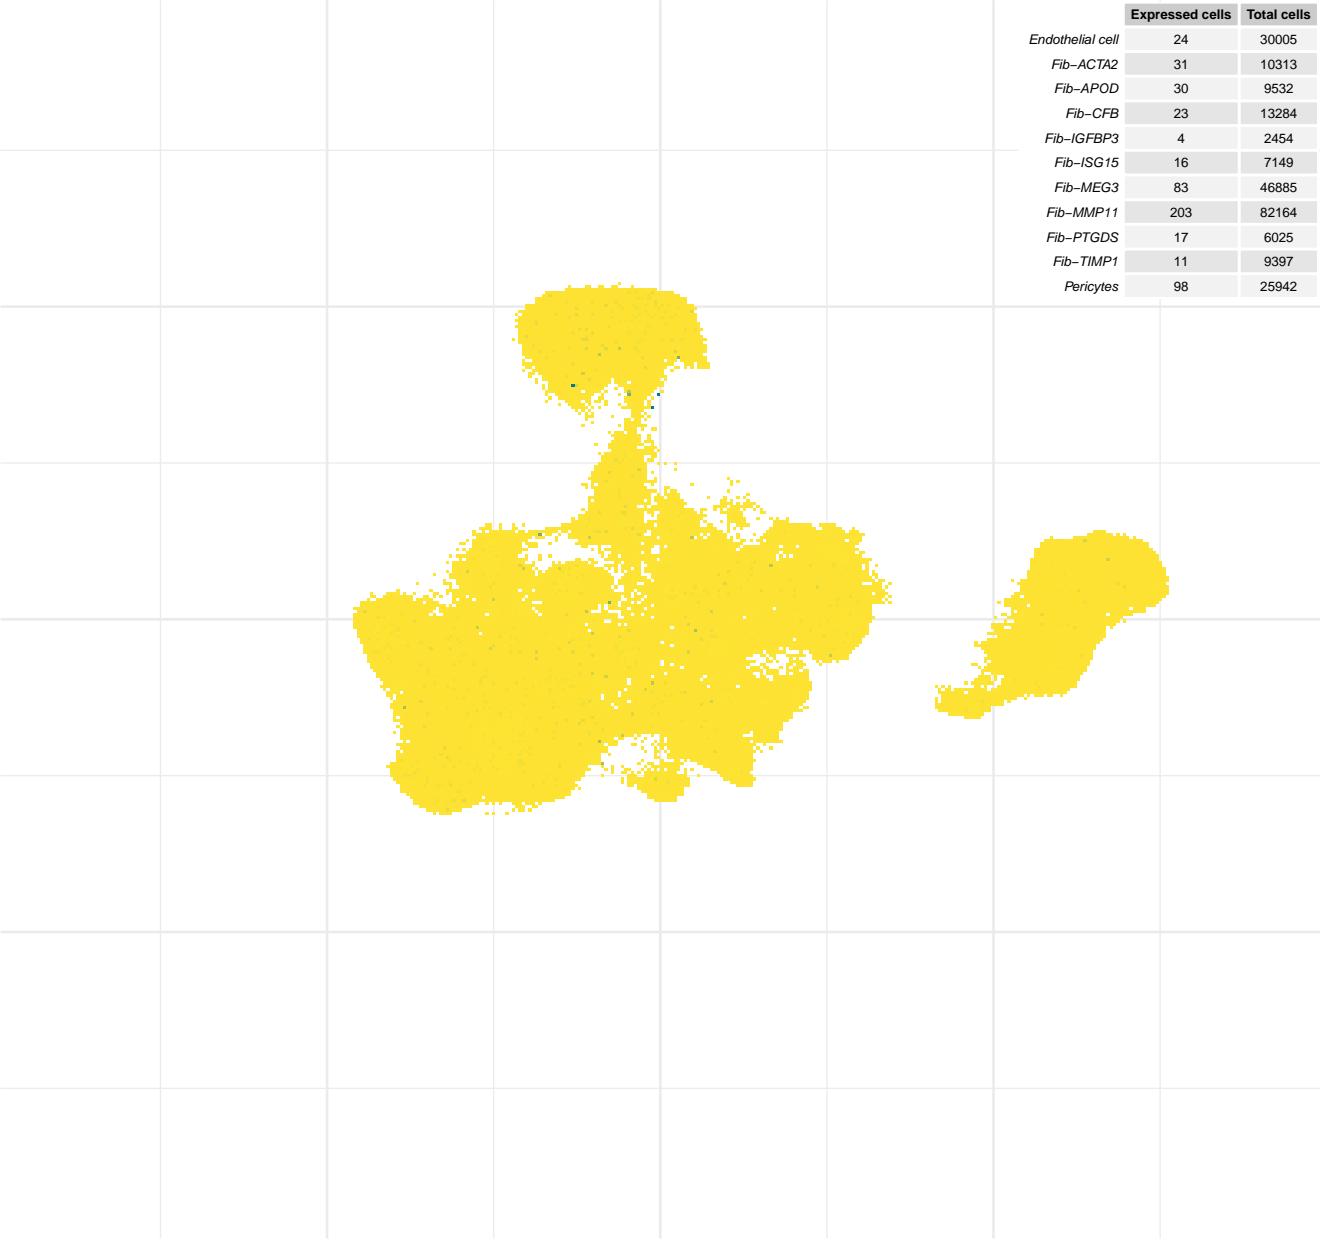 Expressed cells Total cells
Endothelial cell 24 30005
Fib−ACTA2 31 10313
Fib−APOD 30 9532
Fib−CFB 23 13284
Fib−IGFBP3 4 2454
Fib−ISG15 16 7149
Fib−MEG3 83 46885
Fib−MMP11 203 82164
Fib−PTGDS 17 6025
Fib−TIMP1 11 9397
Pericytes 98 25942